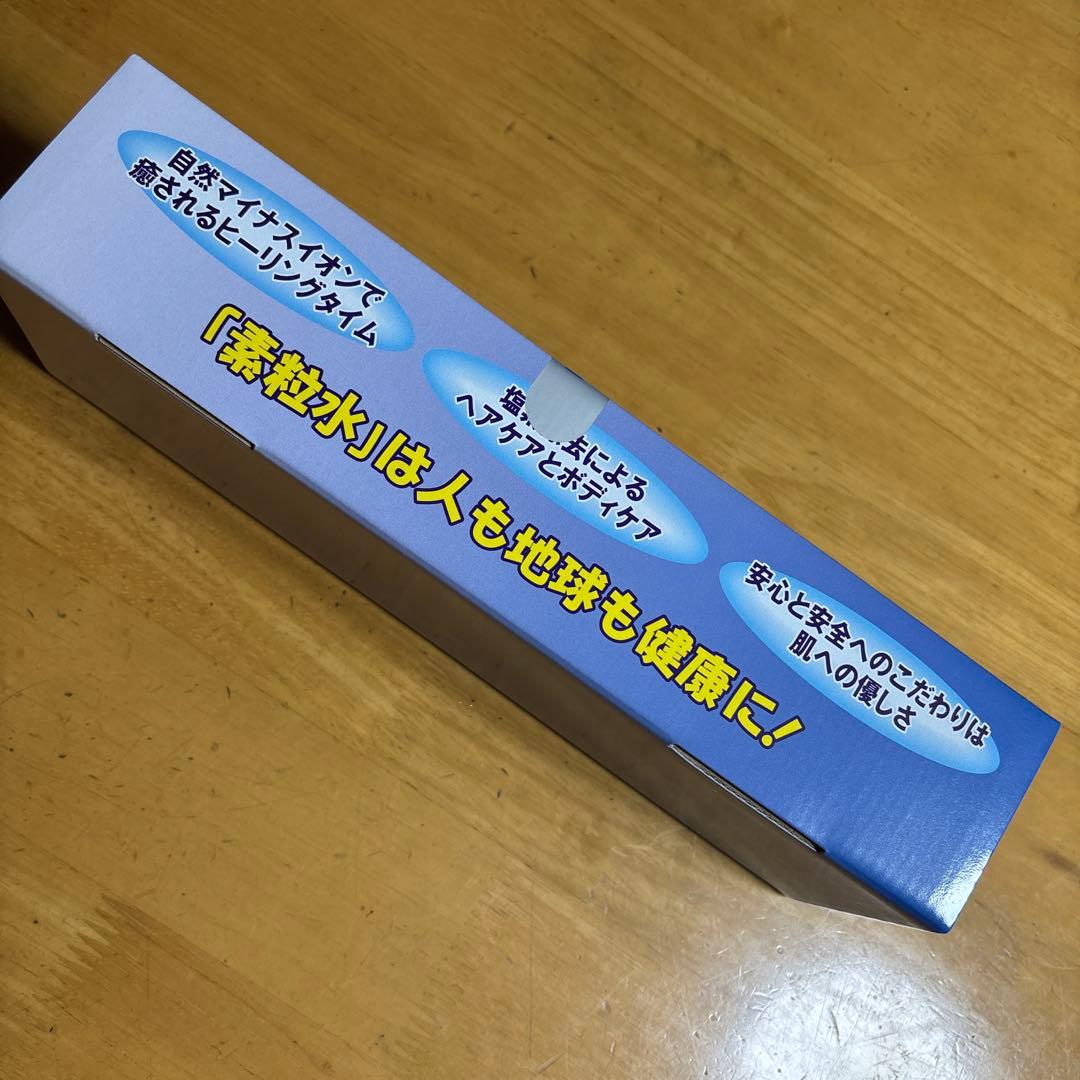 自然マイナスイオンで
癒されるヒーリングタイム
塩 去による
ヘアケアとボディケア
安心と安全へのこだわりは
肌への優しさ
「素粒水」は人も地球も健康に!